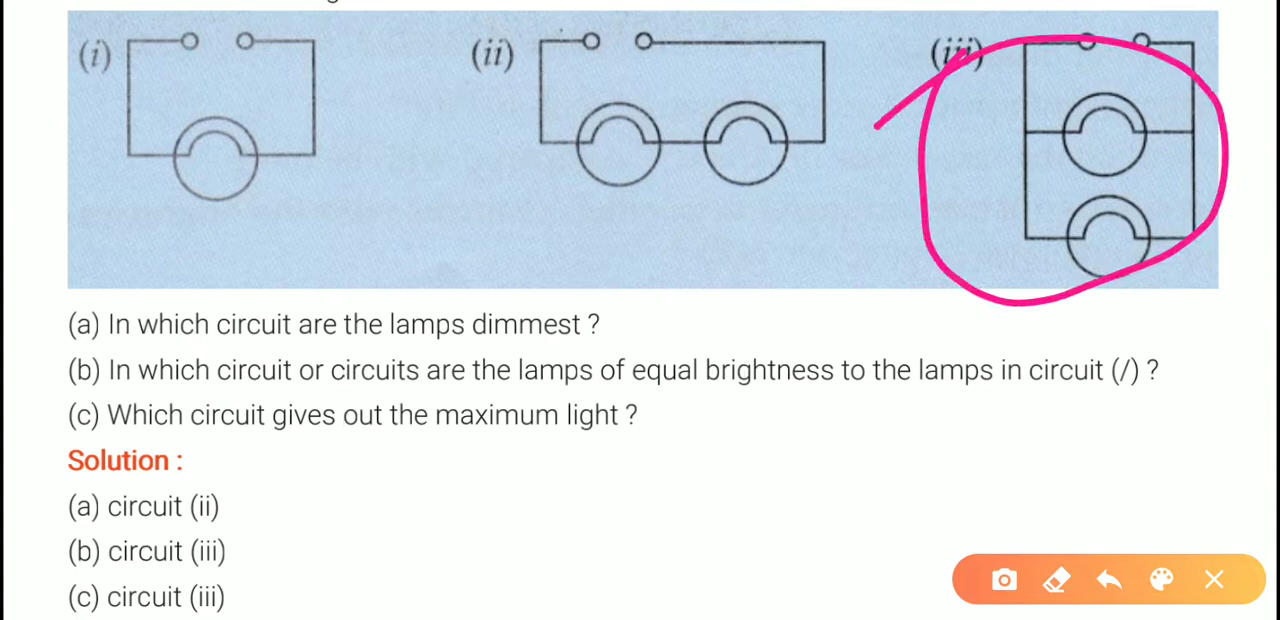 (i) (ii) (iii)
(a) In which circuit are the lamps dimmest ?
(b) In which circuit or circuits are the lamps of equal brightness to the lamps in circuit (/) ?
(c) Which circuit gives out the maximum light ?
Solution :
(a) circuit (ii)
(b) circuit (iii)
(c) circuit (iii)